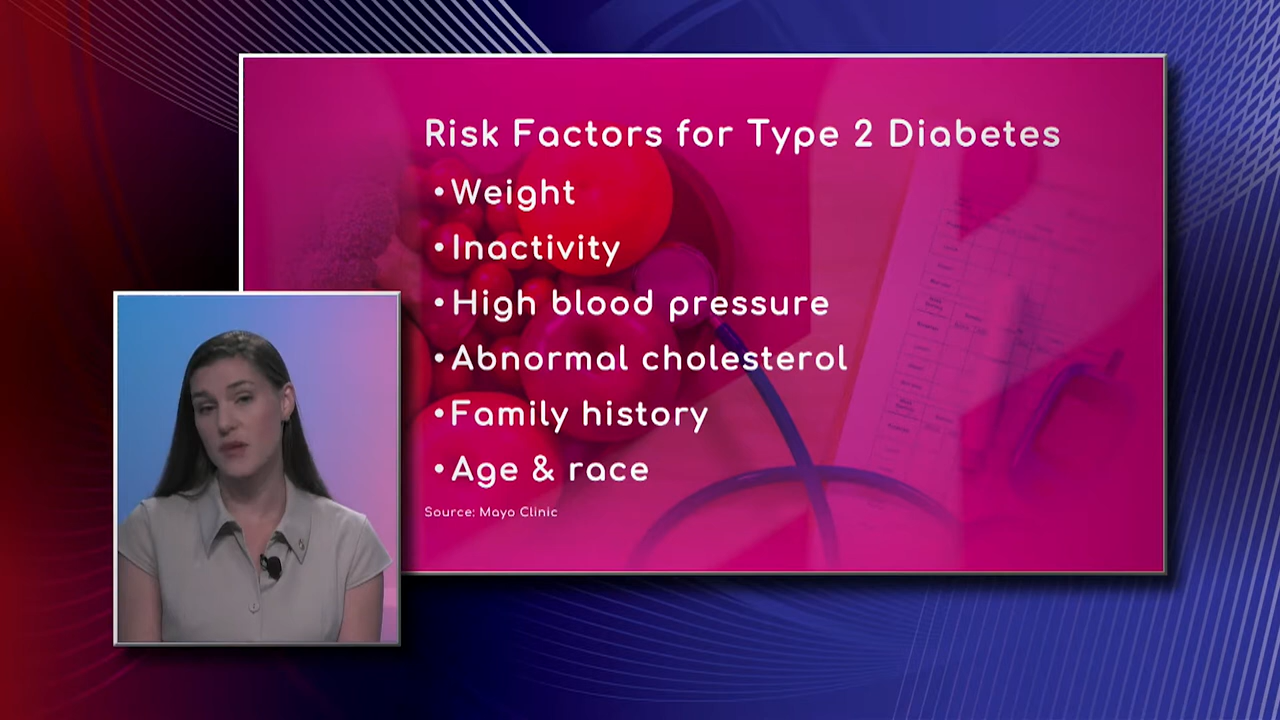 Risk Factors for Type 2 Diabetes
• Weight
• Inactivity
• High blood pressure
• Abnormal cholesterol
• Family history
• Age & race
Source: Mayo Clinic